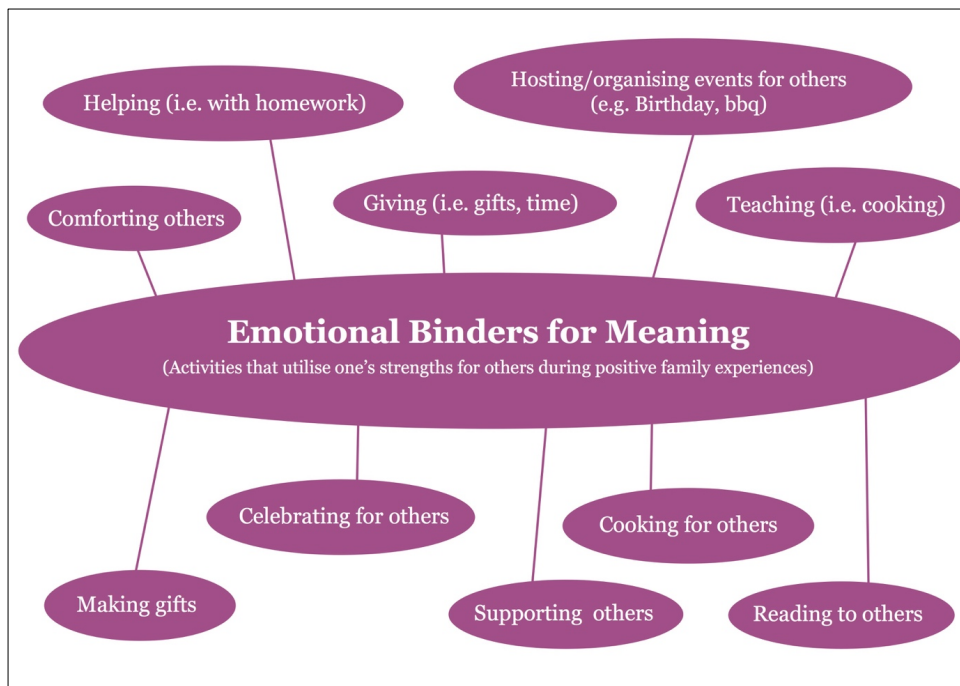 Hosting/organising events for others
(e.g. Birthday, bbq)
Helping (i.e. with homework)
Giving (i.e. gifts, time)
Teaching (i.e. cooking)
Comforting others
Emotional Binders for Meaning
(Activities that utilise one’s strengths for others during positive family experiences)
Celebrating for others
Cooking for others
Making gifts
Supporting  others
Reading to others